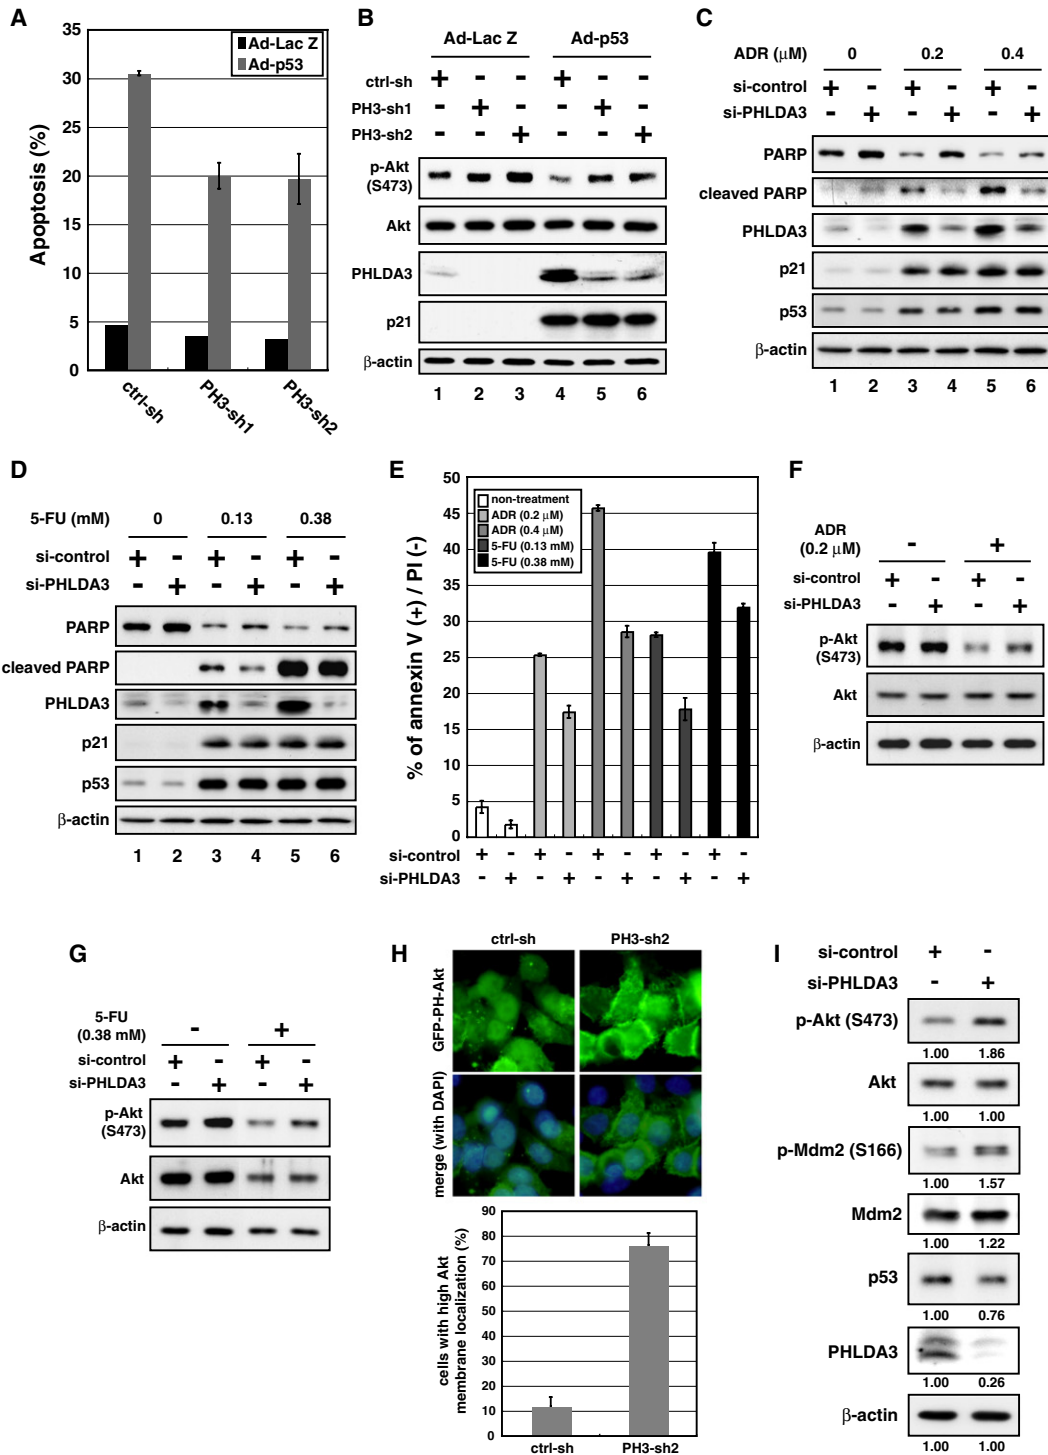 A
Apoptosis (%)
35
30
25
20
15
10
5
0
Ad-Lac Z
Ad-p53
ctrl-sh
PH3-sh1
PH3-sh2
B
Ad-Lac Z Ad-p53
ctrl-sh + - - + - -
PH3-sh1 - + - - + -
PH3-sh2 - - + - - +
p-Akt
(S473)
Akt
PHLDA3
p21
β-actin
1 2 3 4 5 6
C
ADR (μM) 0 0.2 0.4
si-control + - + - + -
si-PHLDA3 - + - + - +
PARP
cleaved PARP
PHLDA3
p21
p53
β-actin
1 2 3 4 5 6
D
5-FU (mM) 0 0.13 0.38
si-control + - + - + -
si-PHLDA3 - + - + - +
PARP
cleaved PARP
PHLDA3
p21
p53
β-actin
1 2 3 4 5 6
E
% of annexin V (+) / PI (-)
50
45
40
35
30
25
20
15
10
5
0
non-treatment
ADR (0.2 μM)
ADR (0.4 μM)
5-FU (0.13 mM)
5-FU (0.38 mM)
si-control + - + - + - + - + -
si-PHLDA3 - + - + - + - + - +
F
ADR
(0.2 μM) - +
si-control + - + -
si-PHLDA3 - + - +
p-Akt
(S473)
Akt
β-actin
G
5-FU
(0.38 mM) - +
si-control + - + -
si-PHLDA3 - + - +
p-Akt
(S473)
Akt
β-actin
H
ctrl-sh PH3-sh2
GFP-PH-Akt
merge (with DAPI)
cells with high Akt
membrane localization (%)
90
80
70
60
50
40
30
20
10
0
ctrl-sh PH3-sh2
I
si-control + -
si-PHLDA3 - +
p-Akt (S473)
1.00 1.86
Akt
1.00 1.00
p-Mdm2 (S166)
1.00 1.57
Mdm2
1.00 1.22
p53
1.00 0.76
PHLDA3
1.00 0.26
β-actin
1.00 1.00